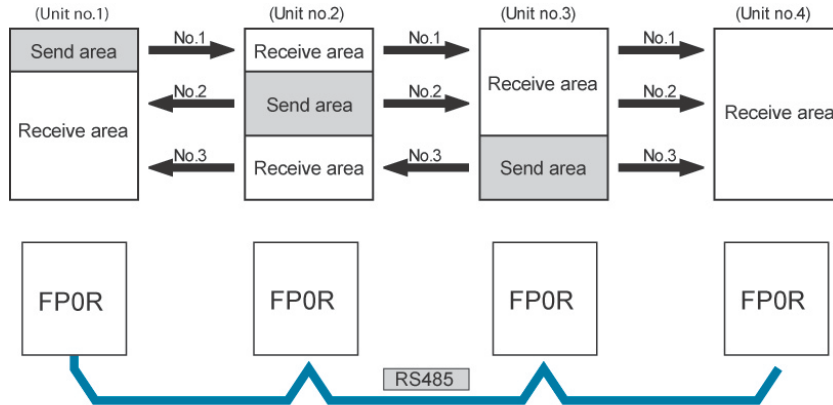 (Unit no.1) (Unit no.2) (Unit no.3) (Unit no.4)
Send area No.1 Receive area No.1 No.1
Receive area
No.2 Send area No.2 No.2
Receive area Receive area
No.3 Receive area No.3 Send area No.3
FP0R FP0R FP0R FP0R
RS485